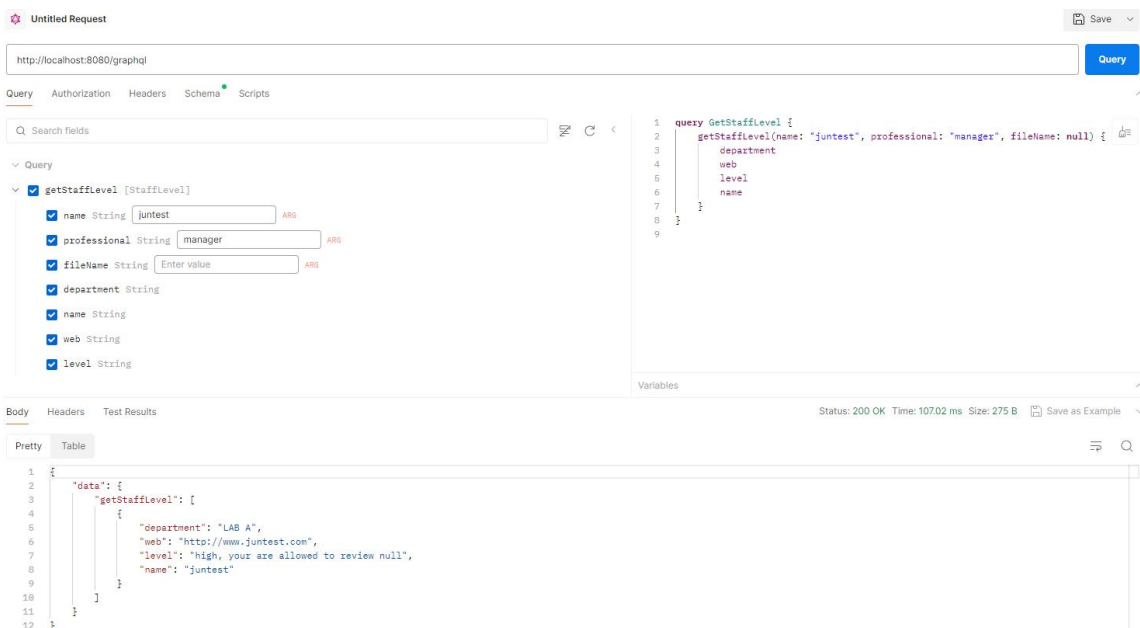 Untitled Request
Save
http://localhost:8080/graphql
Query
Query Authorization Headers Schema Scripts
Search fields
Query
getStaffLevel [StaffLevel]
name String juntest ARG
professional String manager ARG
fileName String Enter value ARG
department String
name String
web String
level String
1 query GetStaffLevel {
2 getStaffLevel(name: "juntest", professional: "manager", fileName: null) {
3 department
4 web
5 level
6 name
7 }
8 }
9
Variables
Body Headers Test Results
Status: 200 OK Time: 107.02 ms Size: 275 B Save as Example
Pretty Table
1 {
2 "data": {
3 "getStaffLevel": [
4 {
5 "department": "LAB A",
6 "web": "http://www.juntest.com",
7 "level": "high, your are allowed to review null",
8 "name": "juntest"
9 }
10 ]
11 }
12 }